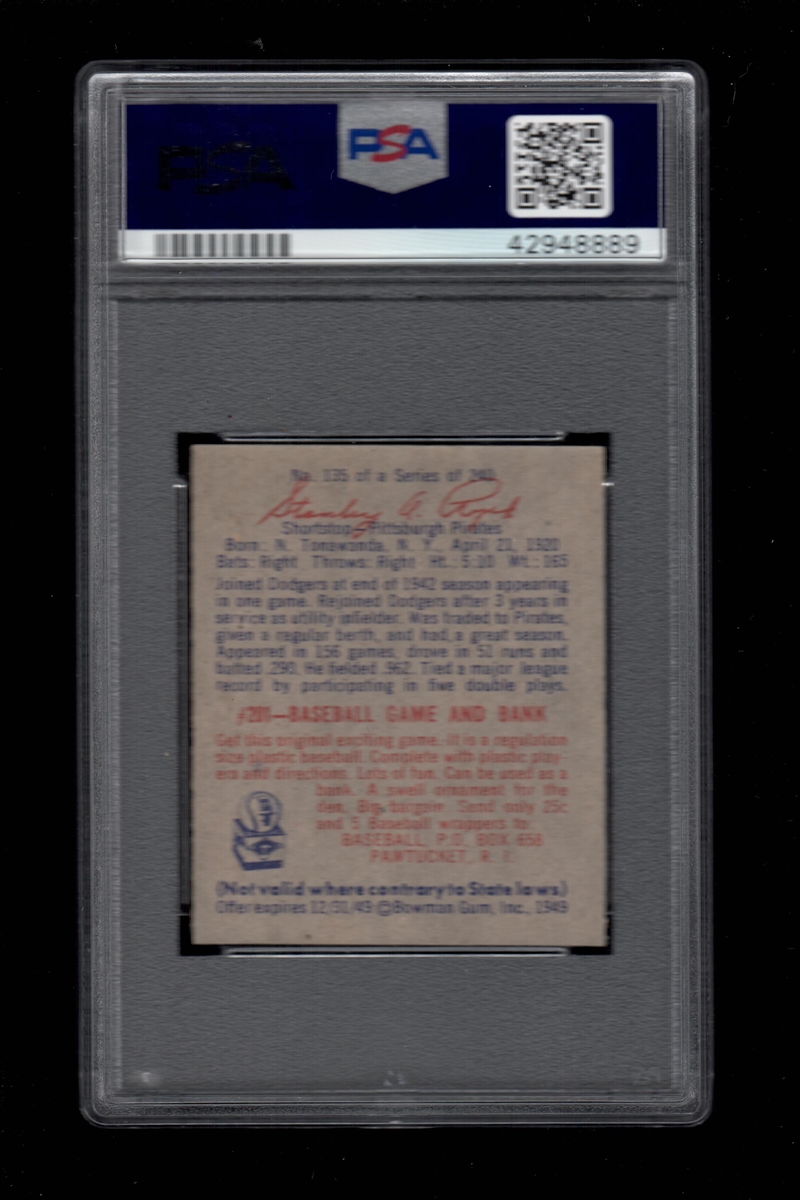 PSA
PSA
42948889
No. 135 of a Series of 240
Stanley A. Rojek
Shortstop—Pittsburgh Pirates
Born: N. Tonawanda, N. Y., April 21, 1920
Bats: Right Throws: Right Ht.: 5:10 Wt.: 165
Joined Dodgers at end of 1942 season appearing
in one game. Rejoined Dodgers after 3 years in
service as utility infielder. Was traded to Pirates,
given a regular berth, and had a great season.
Appeared in 156 games, drove in 51 runs and
batted .290. He fielded .962. Tied a major league
record by participating in five double plays.
#201—BASEBALL GAME AND BANK
Get this original exciting game. It is a regulation
size plastic baseball. Complete with plastic play-
ers and directions. Lots of fun. Can be used as a
bank. A swell ornament for the
den. Big bargain. Send only 25c
and 5 Baseball wrappers to:
BASEBALL, P.O. BOX 658
PAWTUCKET, R. I.
(Not valid where contrary to State laws)
Offer expires 12/31/49 ©Bowman Gum, Inc., 1949